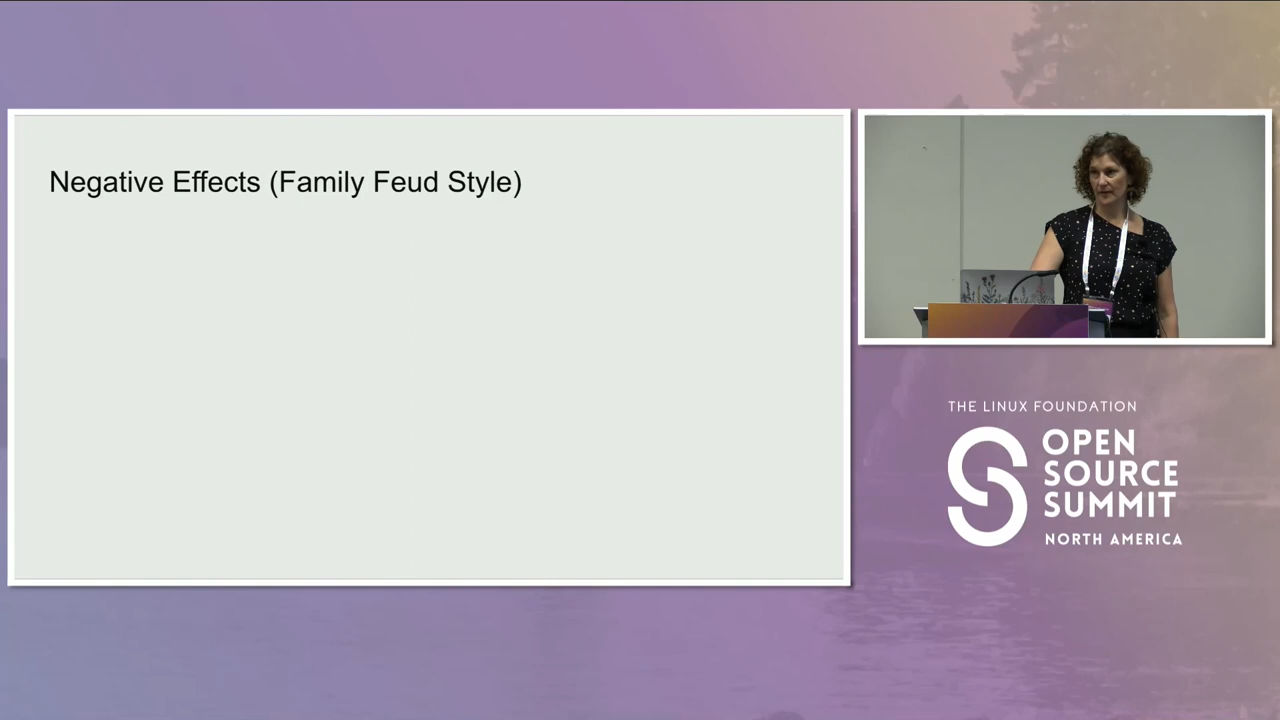 Negative Effects (Family Feud Style)
THE LINUX FOUNDATION
OPEN
SOURCE
SUMMIT
NORTH AMERICA